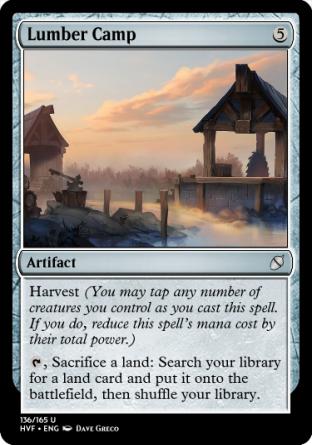 Lumber Camp 5
Artifact
Harvest (You may tap any number of
creatures you control as you cast this spell.
If you do, reduce this spell's mana cost by
their total power.)
, Sacrifice a land: Search your library
for a land card and put it onto the
battlefield, then shuffle your library.
136/165 U
HVF • ENG Dave Greco